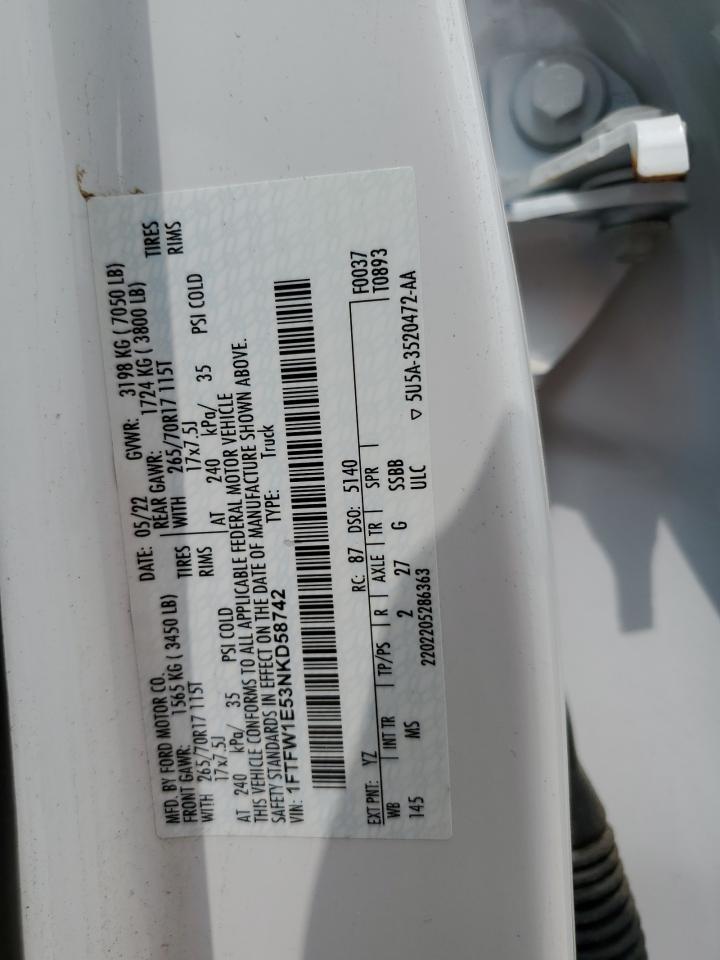 MFD. BY FORD MOTOR CO.
DATE: 05/22 GVWR: 3198 KG ( 7050 LB)
FRONT GAWR: 1565 KG ( 3450 LB)
REAR GAWR: 1724 KG ( 3800 LB)
WITH 265/70R17 115T TIRES
WITH 265/70R17 115T TIRES
17x7.5J RIMS
17x7.5J RIMS
AT 240 kPa/ 35 PSI COLD
AT 240 kPa/ 35 PSI COLD
THIS VEHICLE CONFORMS TO ALL APPLICABLE FEDERAL MOTOR VEHICLE
SAFETY STANDARDS IN EFFECT ON THE DATE OF MANUFACTURE SHOWN ABOVE.
VIN: 1FTFW1E53NKD58742 TYPE: Truck
F0037
EXT PNT: YZ RC: 87 DSO: 5140 T0893
WB INT TR TP/PS R AXLE TR SPR
145 MS 2 27 G SSBB
2202205286363 ULC ▽ 5U5A-3520472-AA